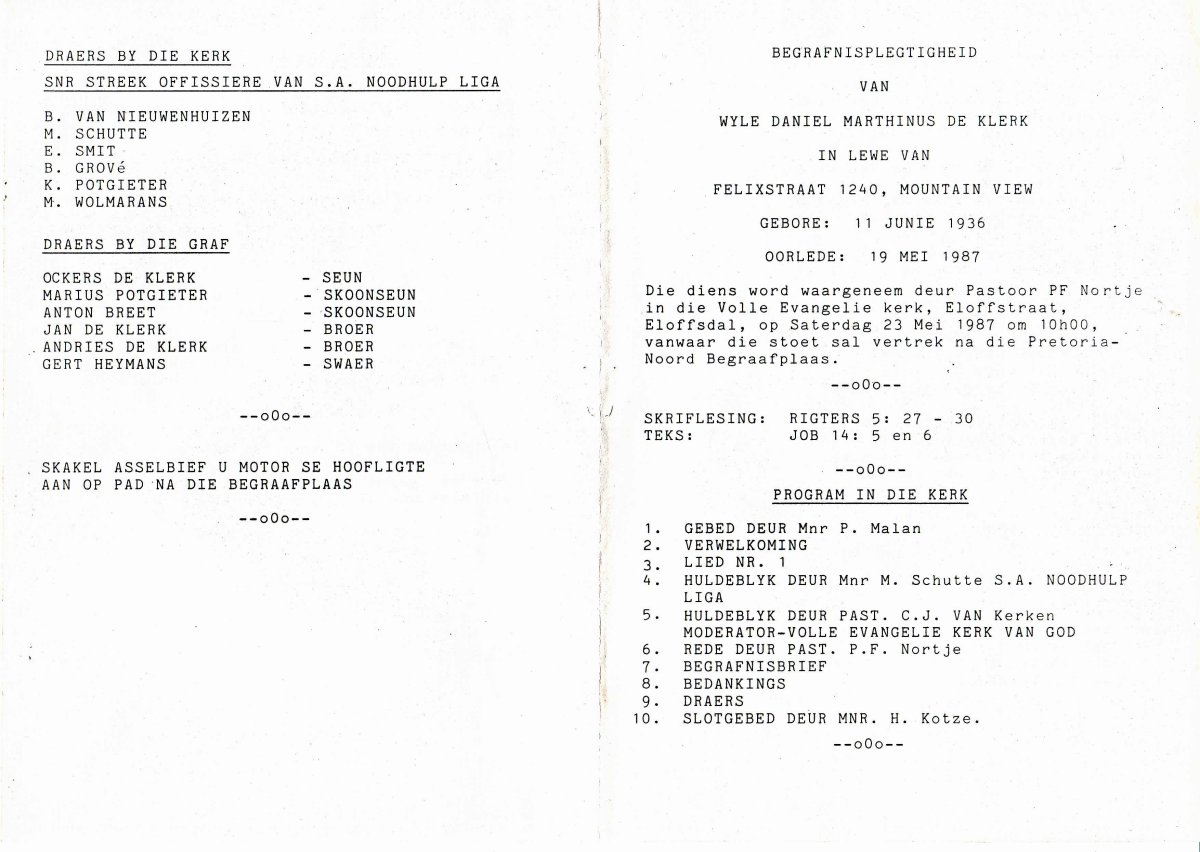 DRAERS BY DIE KERK
SNR STREEK OFFISSIERE VAN S.A. NOODHULP LIGA
B. VAN NIEUWENHUIZEN
M. SCHUTTE
E. SMIT
B. GROVé
K. POTGIETER
M. WOLMARANS
DRAERS BY DIE GRAF
OCKERS DE KLERK - SEUN
MARIUS POTGIETER - SKOONSEUN
ANTON BREET - SKOONSEUN
JAN DE KLERK - BROER
ANDRIES DE KLERK - BROER
GERT HEYMANS - SWAER
--oOo--
SKAKEL ASSELBIEF U MOTOR SE HOOFLIGTE
AAN OP PAD NA DIE BEGRAAFPLAAS
--oOo--
BEGRAFNISPLEGTIGHEID
VAN
WYLE DANIEL MARTHINUS DE KLERK
IN LEWE VAN
FELIXSTRAAT 1240, MOUNTAIN VIEW
GEBORE: 11 JUNIE 1936
OORLEDE: 19 MEI 1987
Die diens word waargeneem deur Pastoor PF Nortje
in die Volle Evangelie kerk, Eloffstraat,
Eloffsdal, op Saterdag 23 Mei 1987 om 10h00,
vanwaar die stoet sal vertrek na die Pretoria-
Noord Begraafplaas.
--oOo--
SKRIFLESING: RIGTERS 5: 27 - 30
TEKS: JOB 14: 5 en 6
--oOo--
PROGRAM IN DIE KERK
1. GEBED DEUR Mnr P. Malan
2. VERWELKOMING
3. LIED NR. 1
4. HULDEBLYK DEUR Mnr M. Schutte S.A. NOODHULP
LIGA
5. HULDEBLYK DEUR PAST. C.J. VAN Kerken
MODERATOR-VOLLE EVANGELIE KERK VAN GOD
6. REDE DEUR PAST. P.F. Nortje
7. BEGRAFNISBRIEF
8. BEDANKINGS
9. DRAERS
10. SLOTGEBED DEUR MNR. H. Kotze.
--oOo--